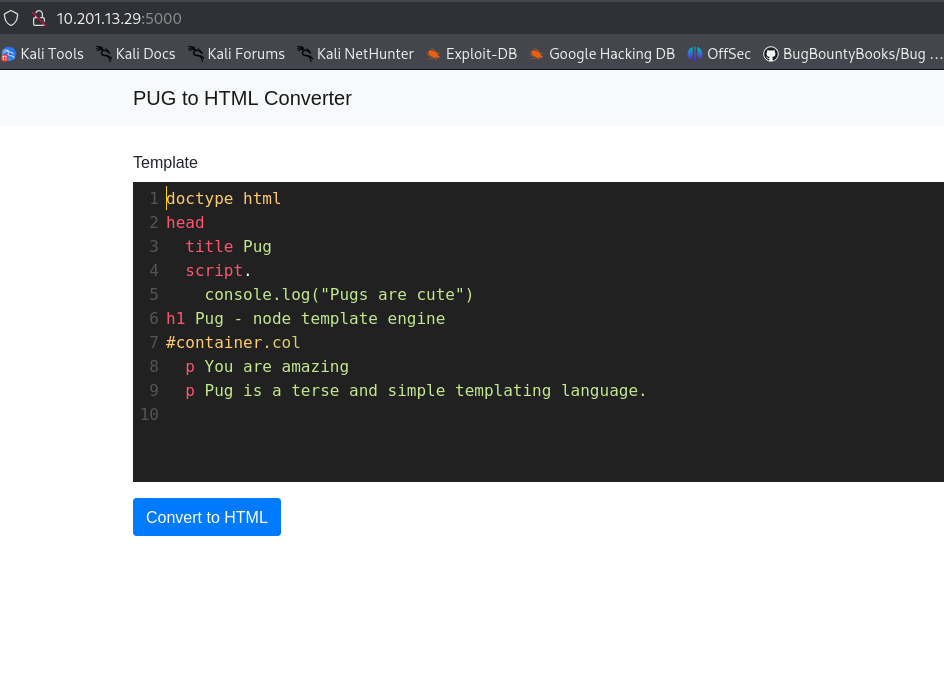 10.201.13.29:5000
Kali Tools Kali Docs Kali Forums Kali NetHunter Exploit-DB Google Hacking DB OffSec BugBountyBooks/Bug ...
PUG to HTML Converter
Template
1 doctype html
2 head
3   title Pug
4   script.
5     console.log("Pugs are cute")
6 h1 Pug - node template engine
7 #container.col
8   p You are amazing
9   p Pug is a terse and simple templating language.
10
Convert to HTML